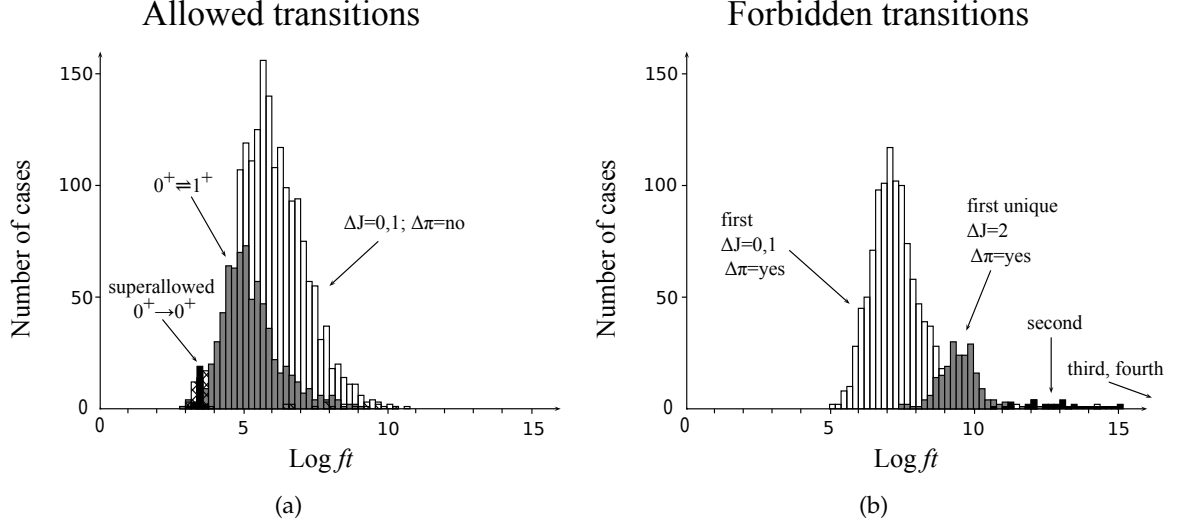 Allowed transitions
Number of cases
150
100
50
0
0
5
10
15
Log ft
0⁺⇌1⁺
ΔJ=0,1; Δπ=no
superallowed
0⁺→0⁺
(a)
Forbidden transitions
Number of cases
150
100
50
0
0
5
10
15
Log ft
first
ΔJ=0,1
Δπ=yes
first unique
ΔJ=2
Δπ=yes
second
third, fourth
(b)